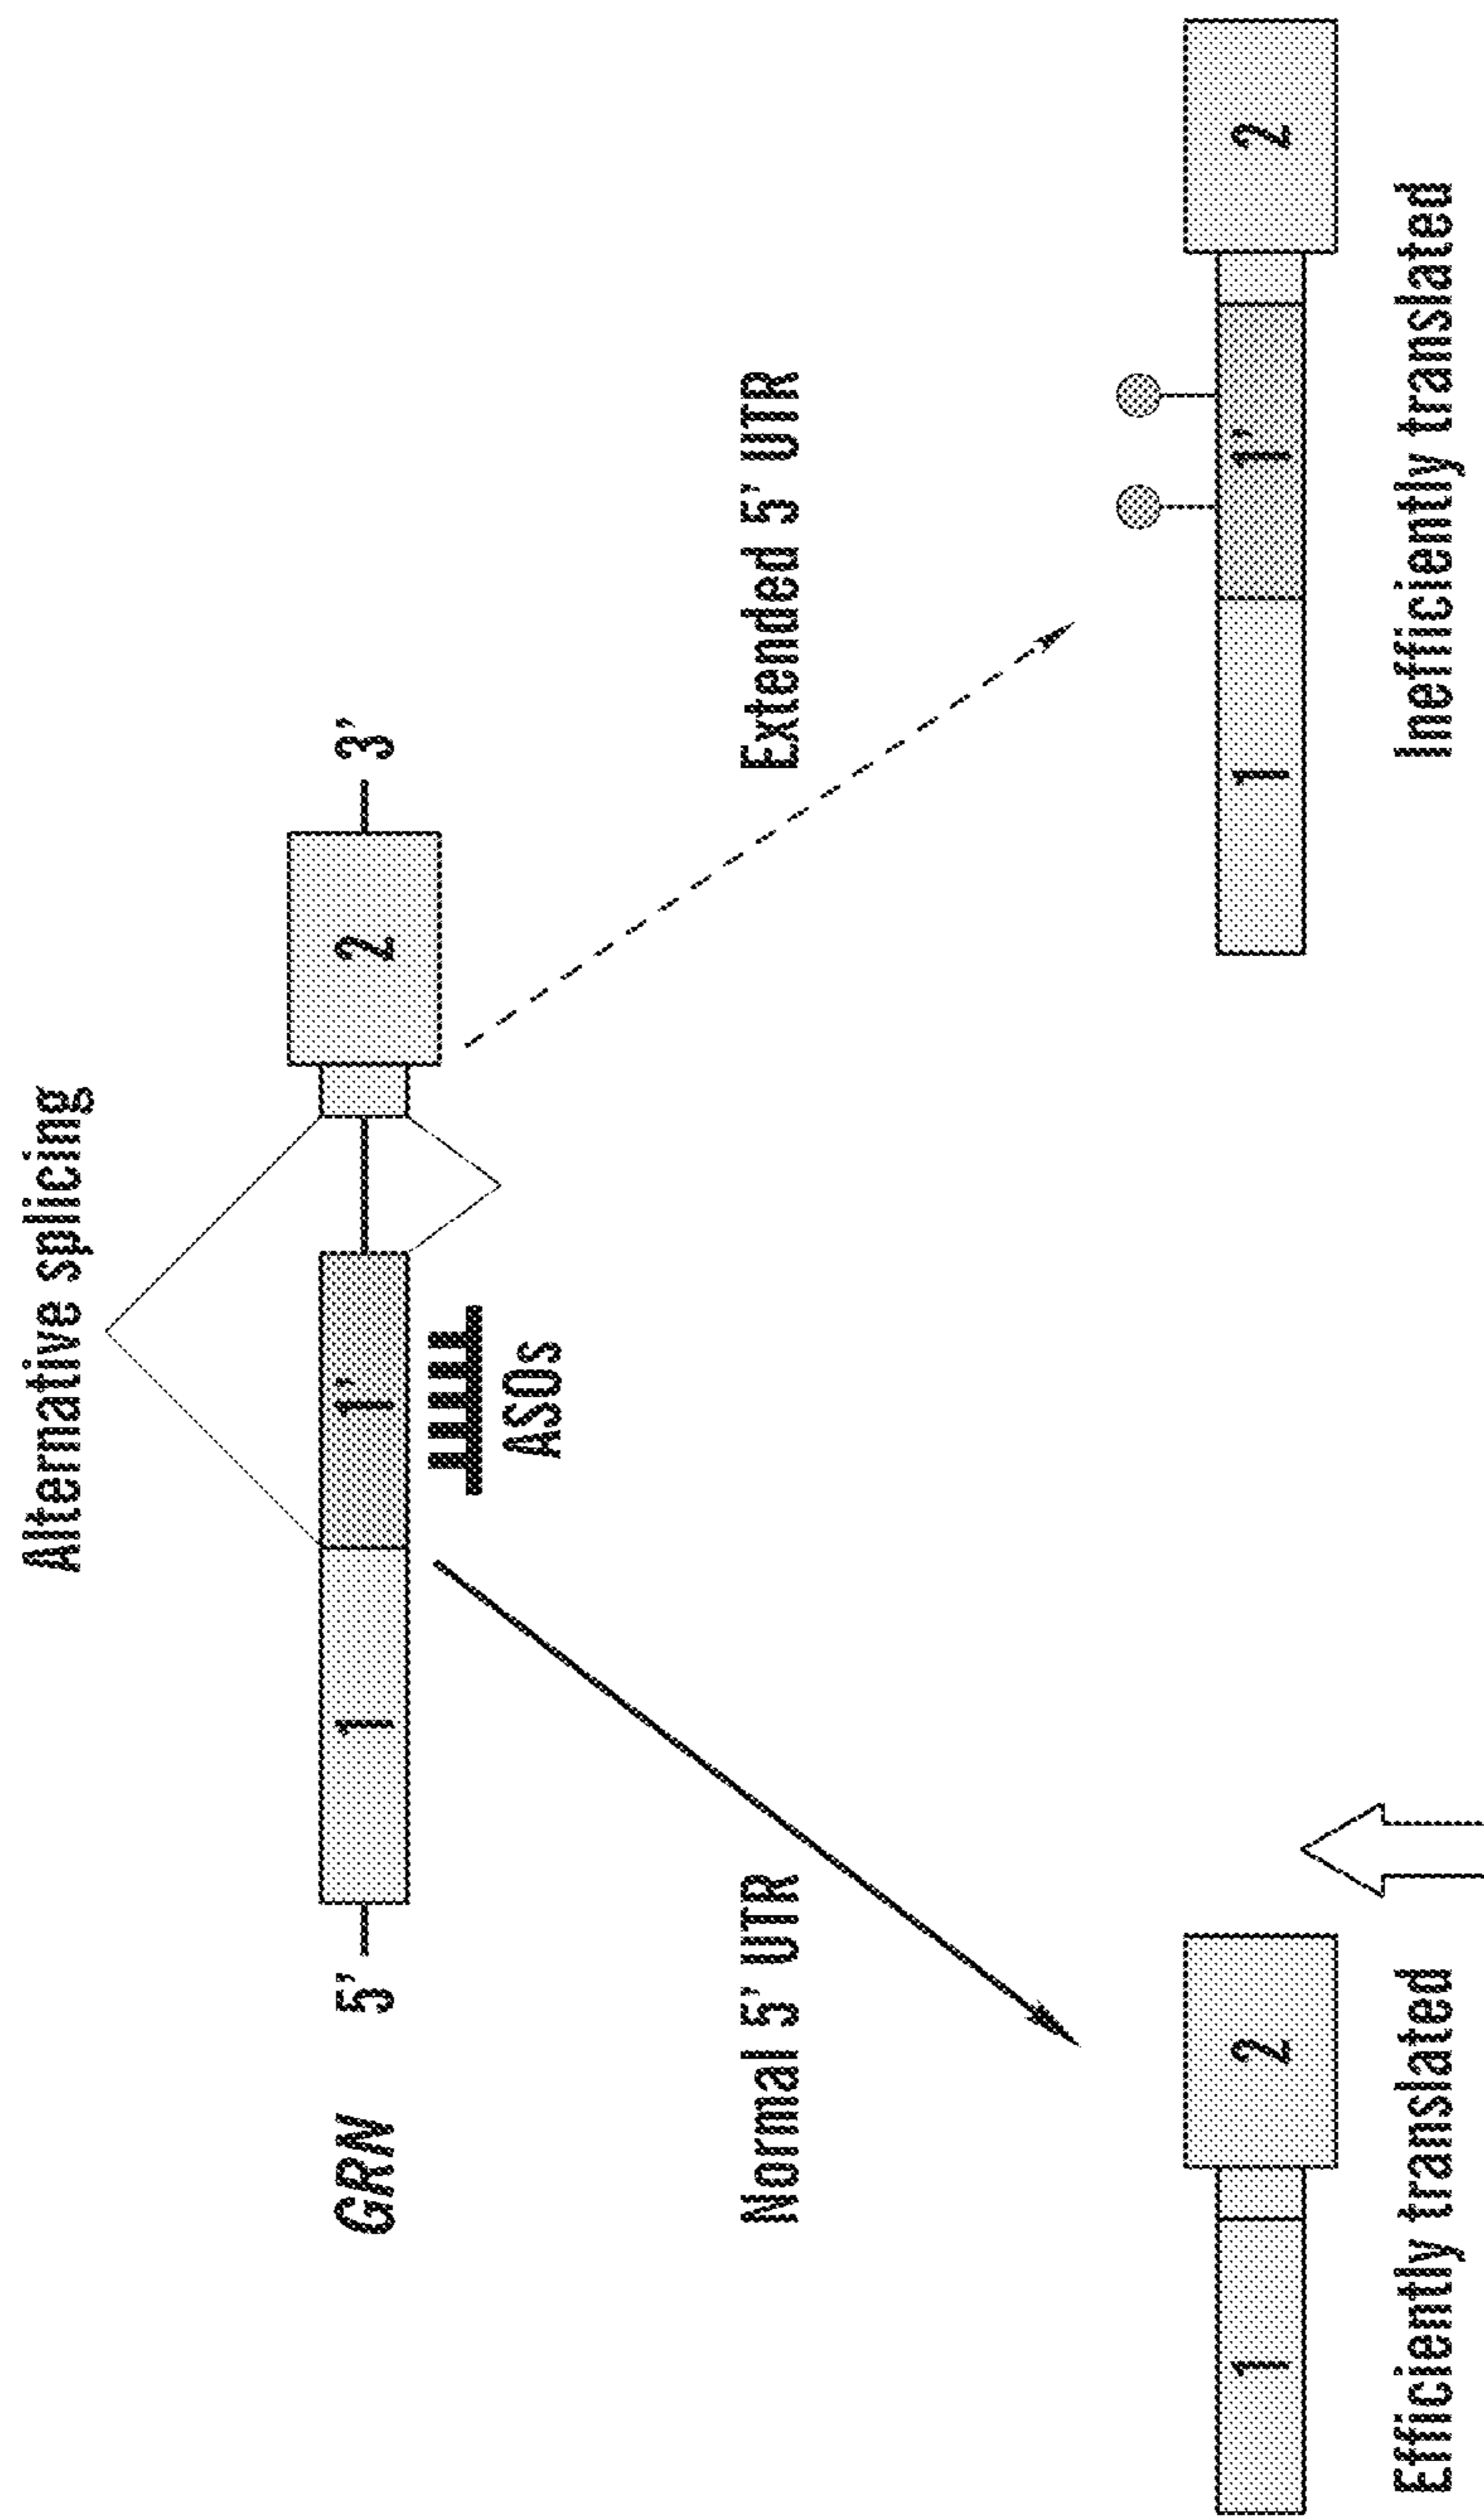 Alternative splicing
GRN 5' 1 1' 2 3'
ASOs
Normal 5' UTR Extended 5' UTR
1 2 1 1' 2
Efficiently translated Inefficiently translated